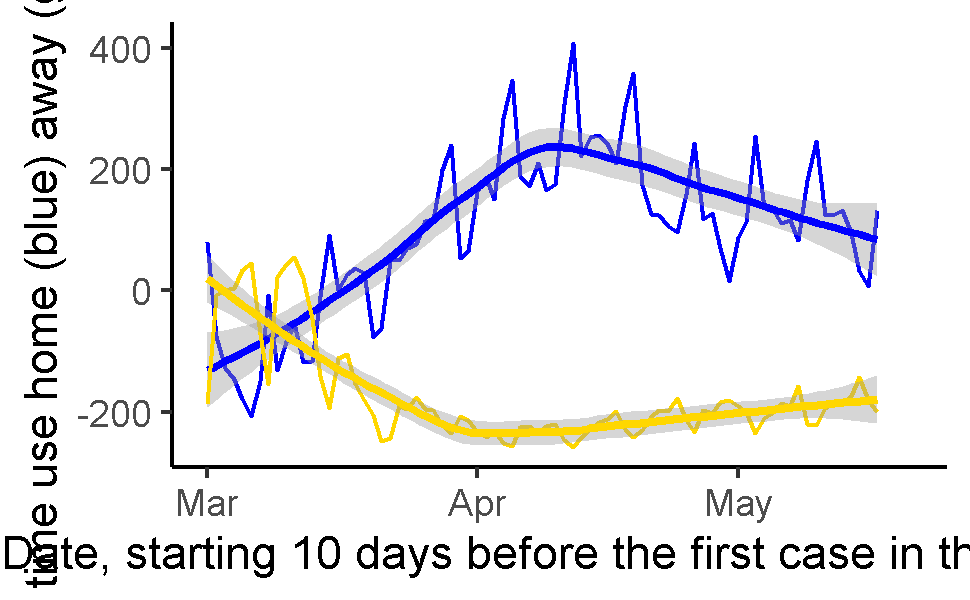 time use home (blue) away (
400
200
0
-200
Mar Apr May
Date, starting 10 days before the first case in th